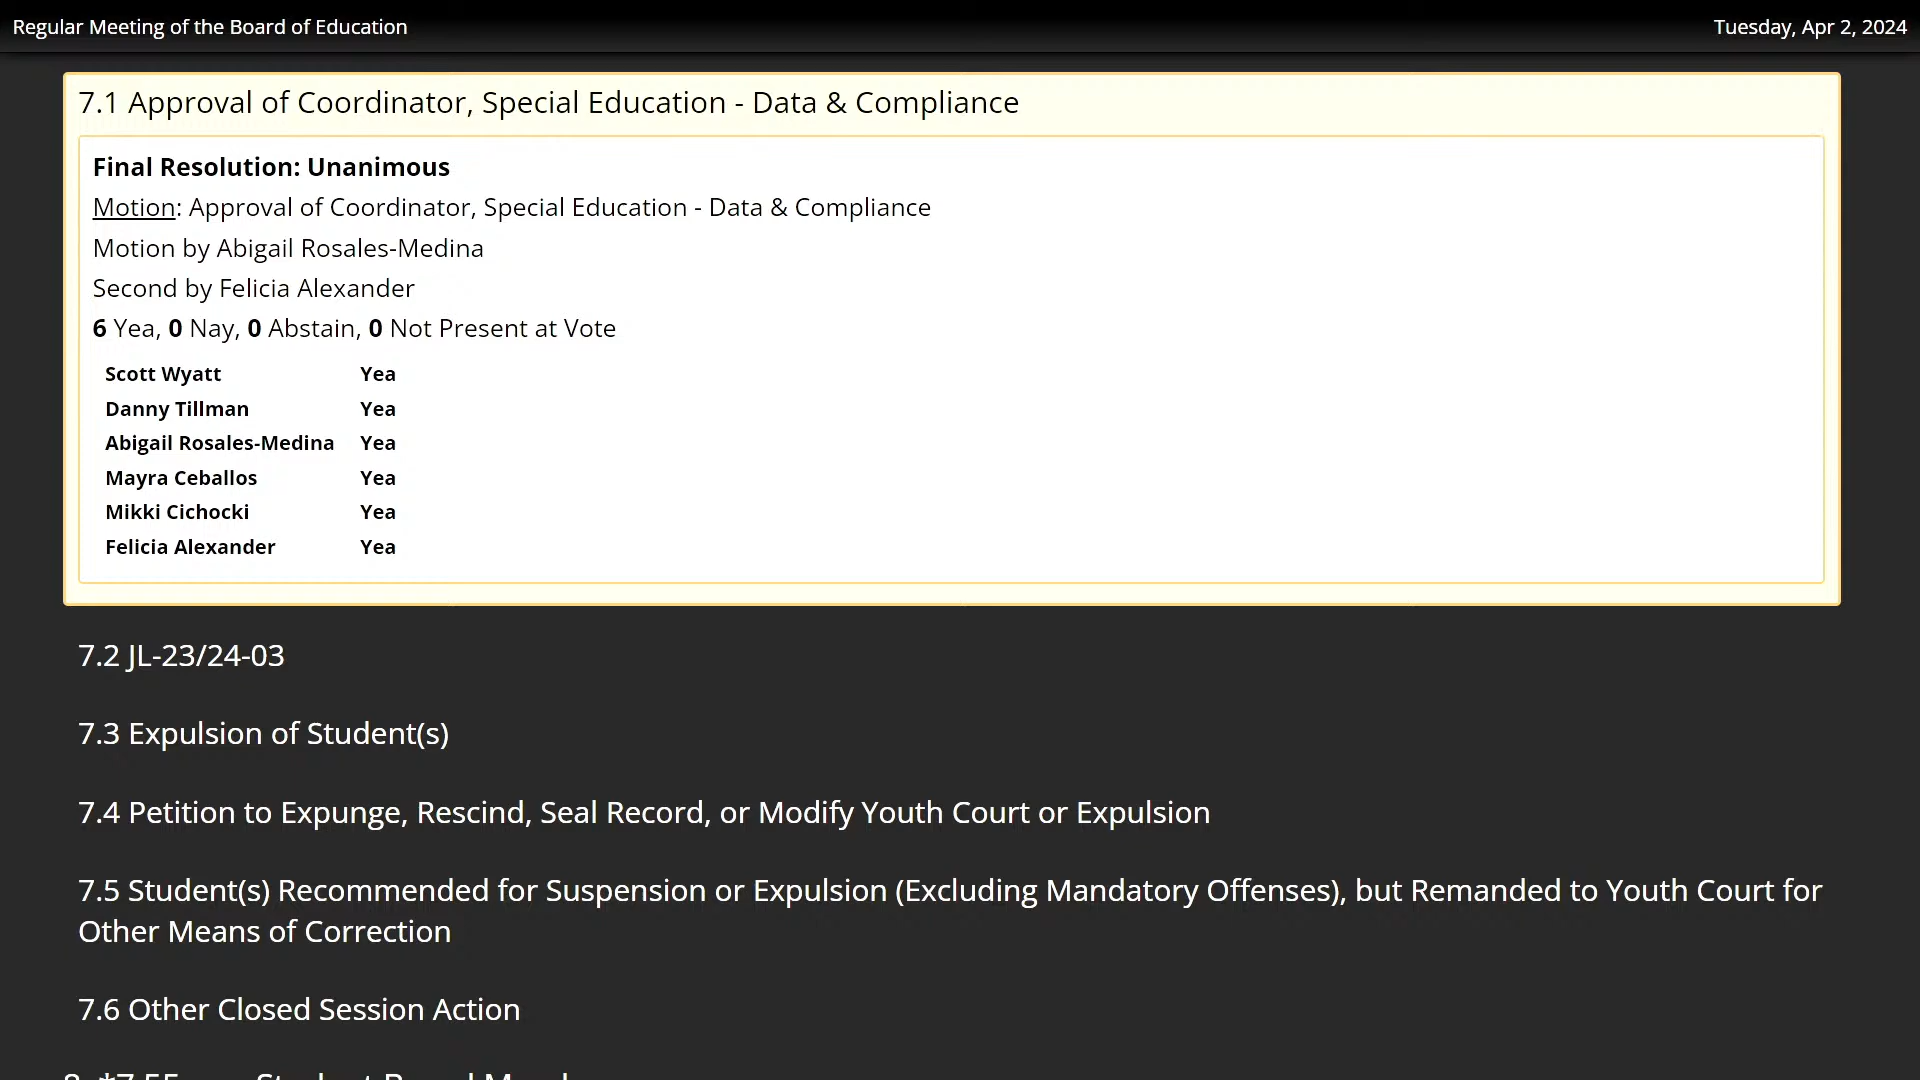 Regular Meeting of the Board of Education
Tuesday, Apr 2, 2024
7.1 Approval of Coordinator, Special Education - Data & Compliance
Final Resolution: Unanimous
Motion: Approval of Coordinator, Special Education - Data & Compliance
Motion by Abigail Rosales-Medina
Second by Felicia Alexander
6 Yea, 0 Nay, 0 Abstain, 0 Not Present at Vote
Scott Wyatt Yea
Danny Tillman Yea
Abigail Rosales-Medina Yea
Mayra Ceballos Yea
Mikki Cichocki Yea
Felicia Alexander Yea
7.2 JL-23/24-03
7.3 Expulsion of Student(s)
7.4 Petition to Expunge, Rescind, Seal Record, or Modify Youth Court or Expulsion
7.5 Student(s) Recommended for Suspension or Expulsion (Excluding Mandatory Offenses), but Remanded to Youth Court for
Other Means of Correction
7.6 Other Closed Session Action